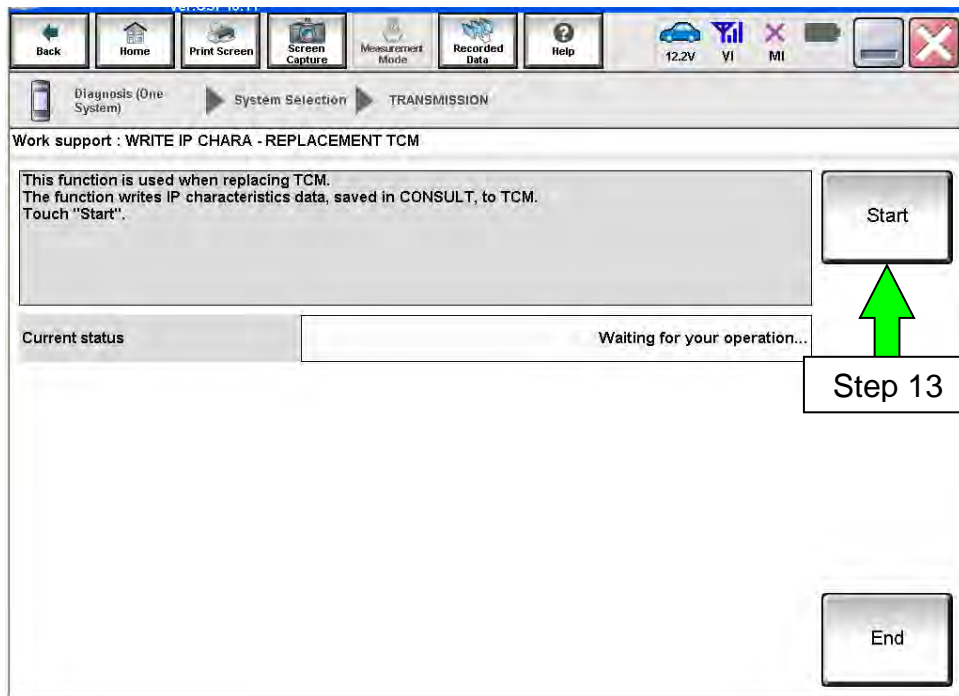 Back
Home
Print Screen
Screen Capture
Measurement Mode
Recorded Data
Help
12.2V
VI
MI
Diagnosis (One System)
System Selection
TRANSMISSION
Work support : WRITE IP CHARA - REPLACEMENT TCM
This function is used when replacing TCM.
The function writes IP characteristics data, saved in CONSULT, to TCM.
Touch "Start".
Start
Current status
Waiting for your operation...
Step 13
End